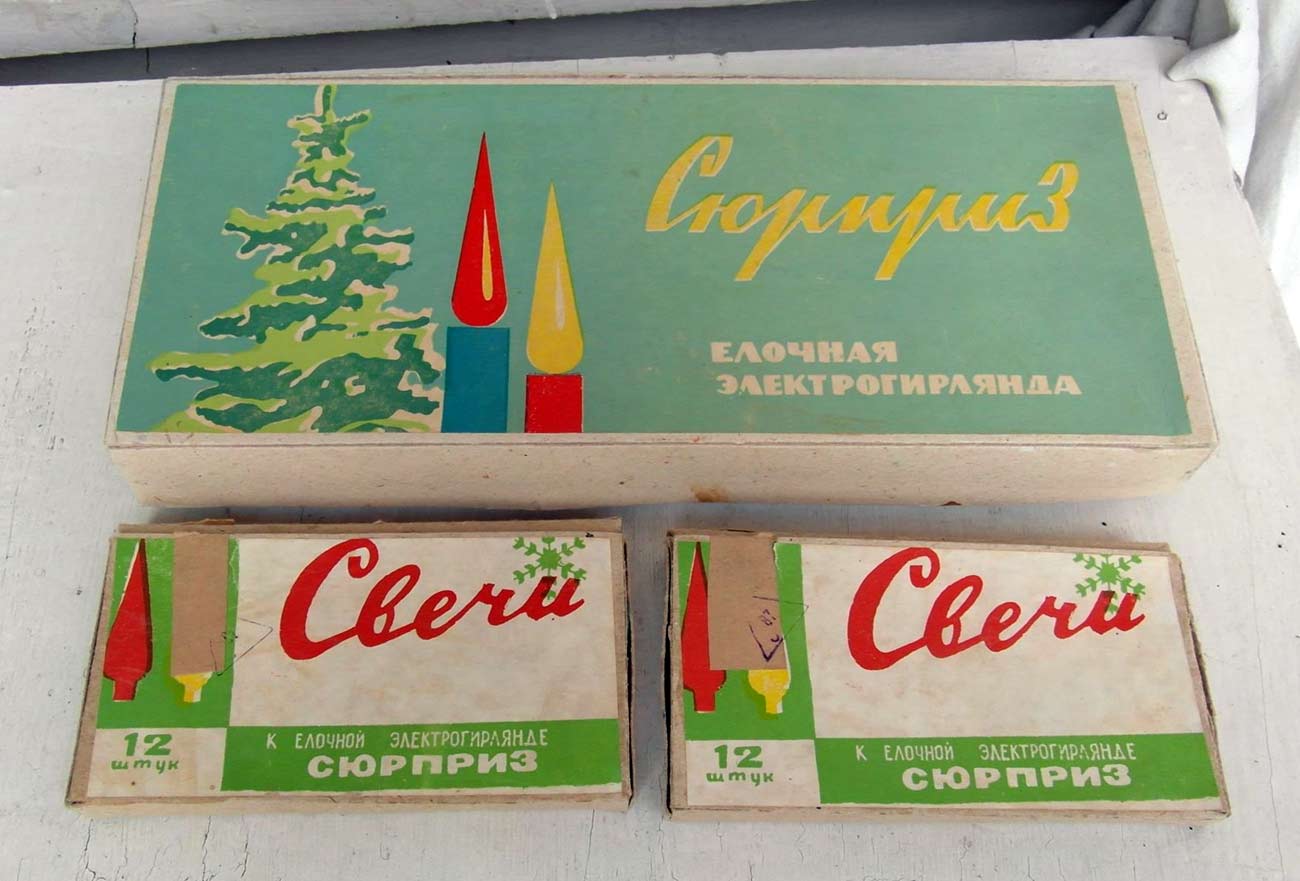 Сюрприз
ЕЛОЧНАЯ
ЭЛЕКТРОГИРЛЯНДА
Свечи
12
штук
К ЕЛОЧНОЙ ЭЛЕКТРОГИРЛЯНДЕ
СЮРПРИЗ
Свечи
12
штук
К ЕЛОЧНОЙ ЭЛЕКТРОГИРЛЯНДЕ
СЮРПРИЗ